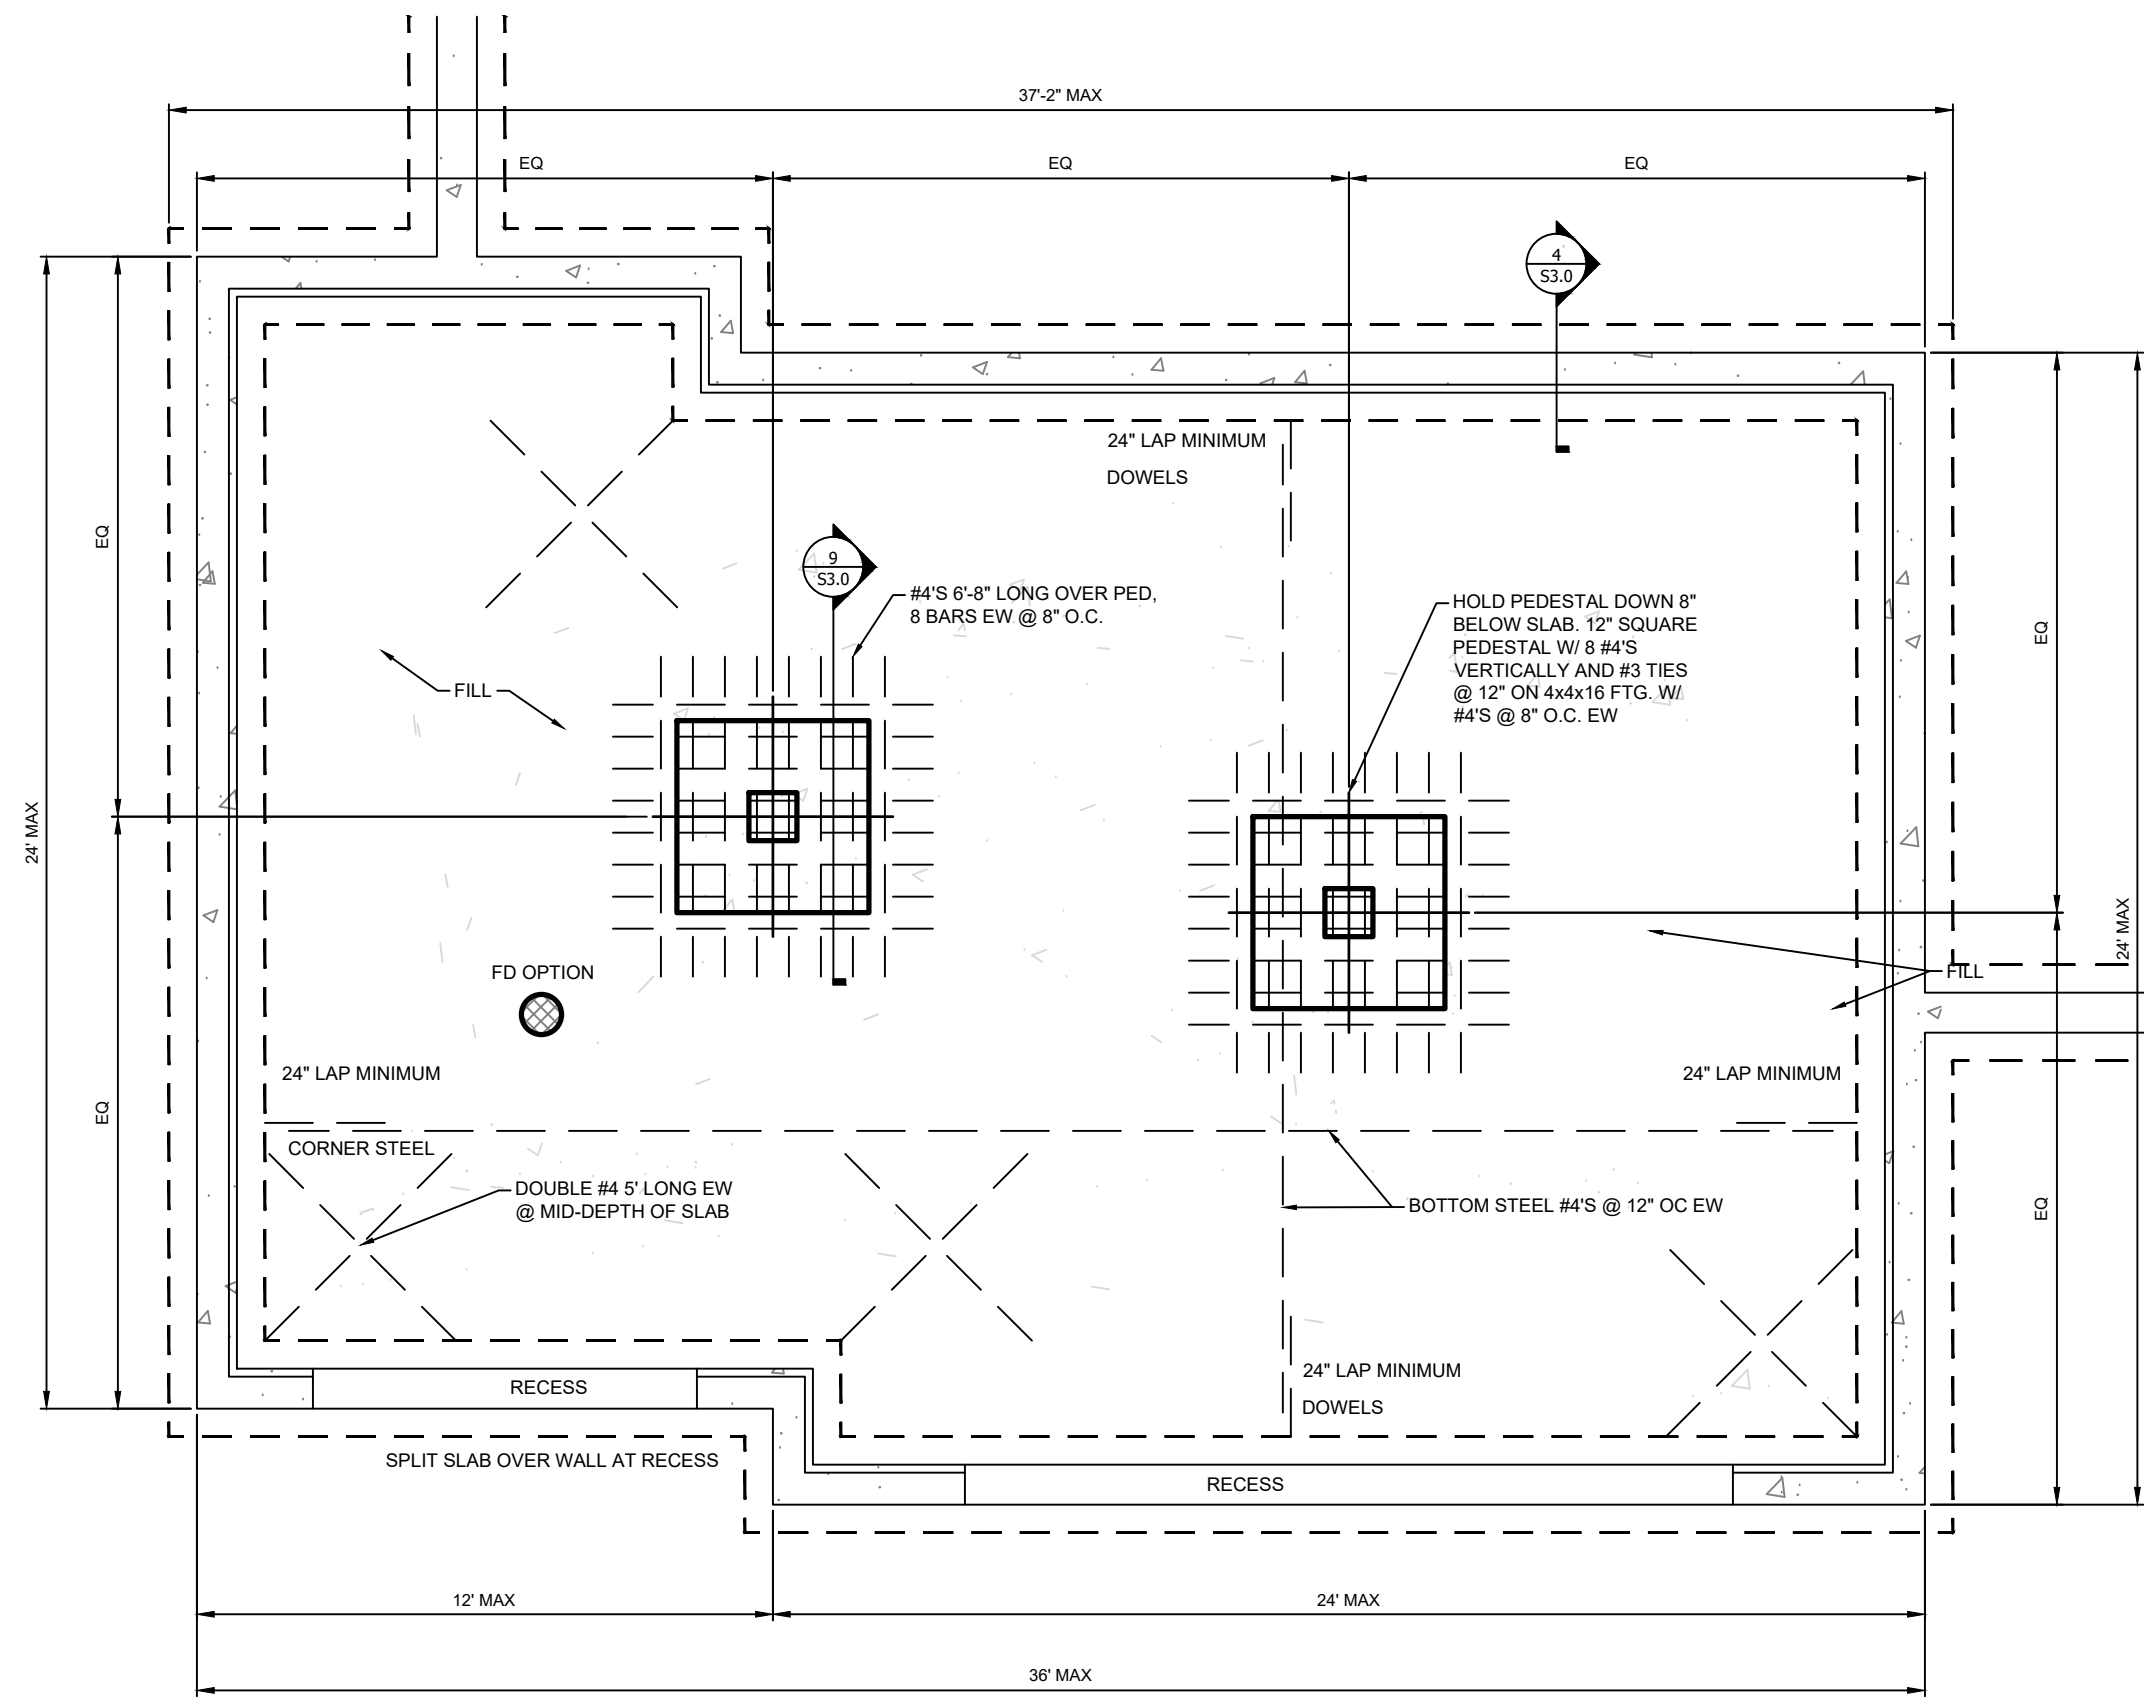 37'-2" MAX
EQ
EQ
EQ
4
S3.0
24" LAP MINIMUM
DOWELS
EQ
9
S3.0
#4'S 6'-8" LONG OVER PED,
8 BARS EW @ 8" O.C.
HOLD PEDESTAL DOWN 8"
BELOW SLAB. 12" SQUARE
PEDESTAL W/ 8 #4'S
VERTICALLY AND #3 TIES
@ 12" ON 4x4x16 FTG. W/
#4'S @ 8" O.C. EW
EQ
FILL
24' MAX
24' MAX
FD OPTION
FILL
24" LAP MINIMUM
24" LAP MINIMUM
EQ
CORNER STEEL
DOUBLE #4 5' LONG EW
@ MID-DEPTH OF SLAB
BOTTOM STEEL #4'S @ 12" OC EW
EQ
RECESS
24" LAP MINIMUM
DOWELS
SPLIT SLAB OVER WALL AT RECESS
RECESS
12' MAX
24' MAX
36' MAX